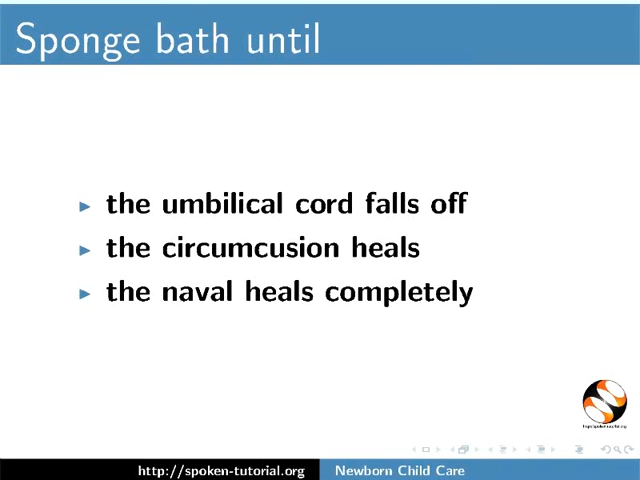 Sponge bath until
the umbilical cord falls off
the circumcusion heals
the naval heals completely
http://spoken-tutorial.org
Newborn Child Care